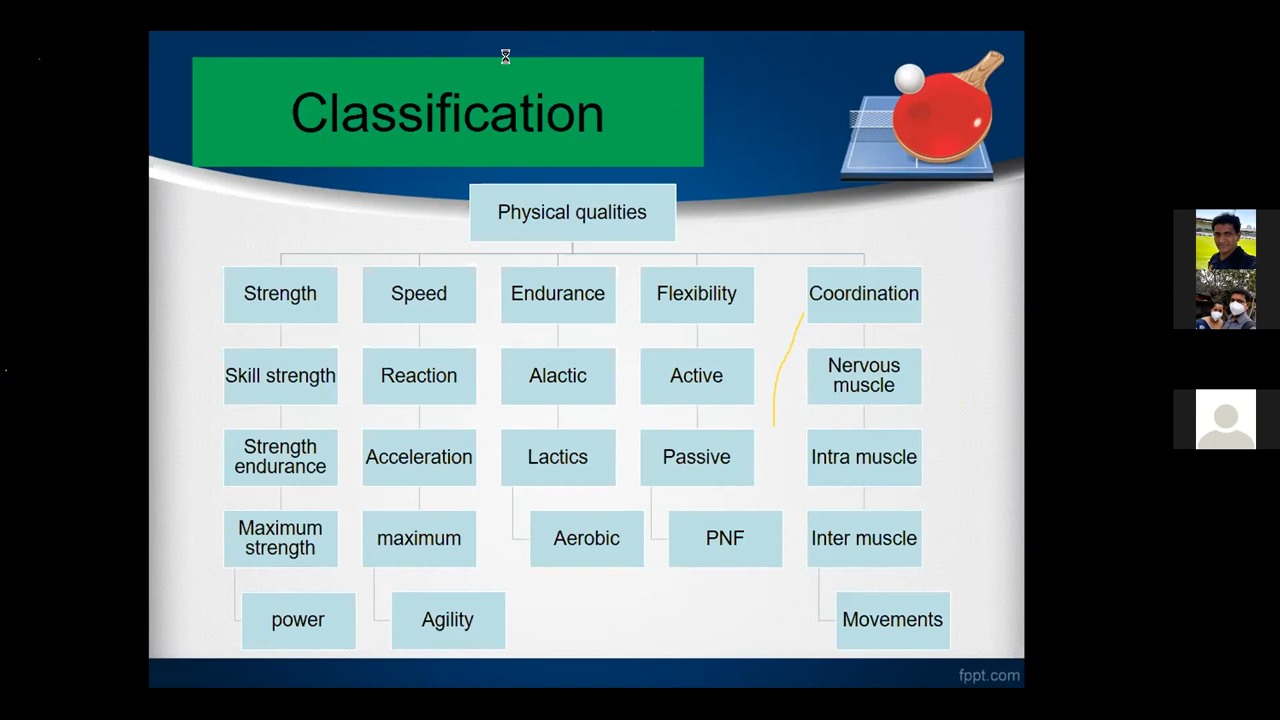 Classification
Physical qualities
Strength
Speed
Endurance
Flexibility
Coordination
Skill strength
Reaction
Alactic
Active
Nervous
muscle
Strength
endurance
Acceleration
Lactics
Passive
Intra muscle
Maximum
strength
maximum
Aerobic
PNF
Inter muscle
power
Agility
Movements
fppt.com